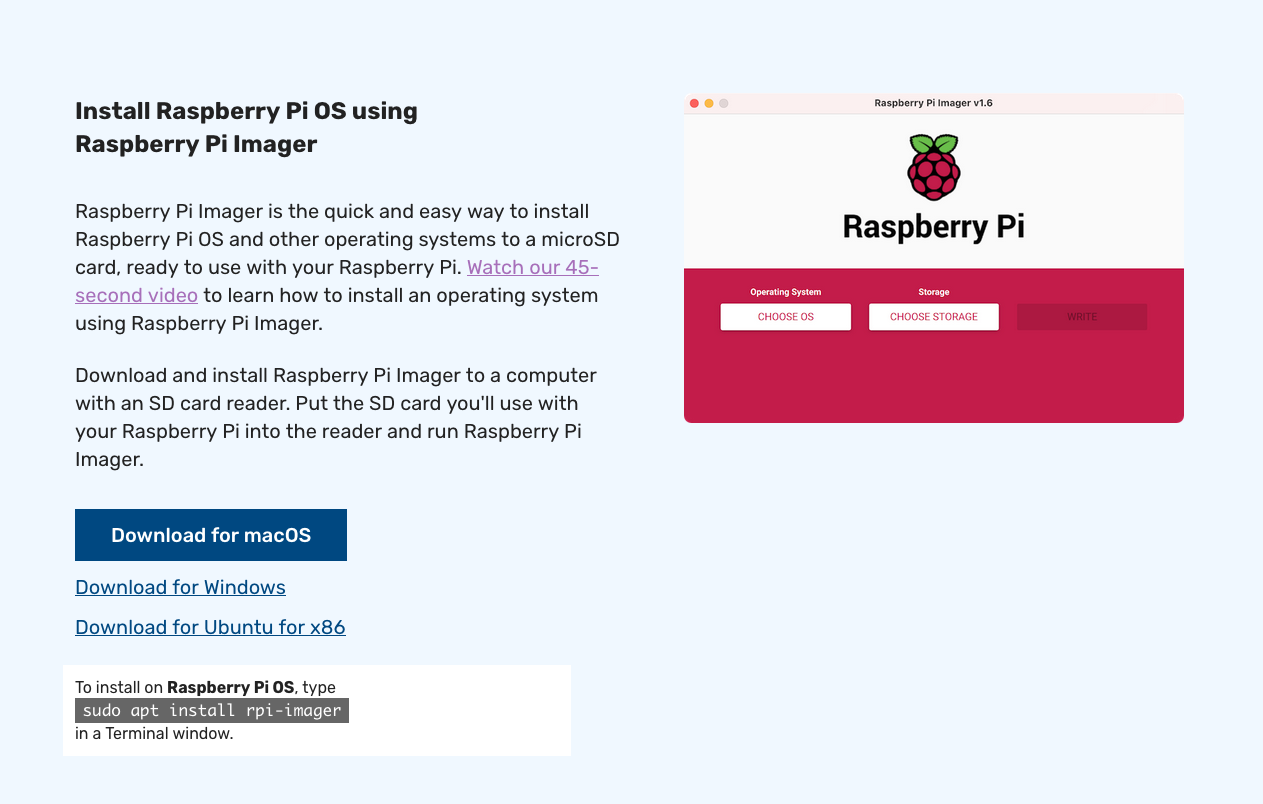 Install Raspberry Pi OS using
Raspberry Pi Imager
Raspberry Pi Imager is the quick and easy way to install
Raspberry Pi OS and other operating systems to a microSD
card, ready to use with your Raspberry Pi. Watch our 45-
second video to learn how to install an operating system
using Raspberry Pi Imager.
Download and install Raspberry Pi Imager to a computer
with an SD card reader. Put the SD card you'll use with
your Raspberry Pi into the reader and run Raspberry Pi
Imager.
Download for macOS
Download for Windows
Download for Ubuntu for x86
To install on Raspberry Pi OS, type
sudo apt install rpi-imager
in a Terminal window.
Raspberry Pi Imager v1.6
Raspberry Pi
Operating System
CHOOSE OS
Storage
CHOOSE STORAGE
WRITE